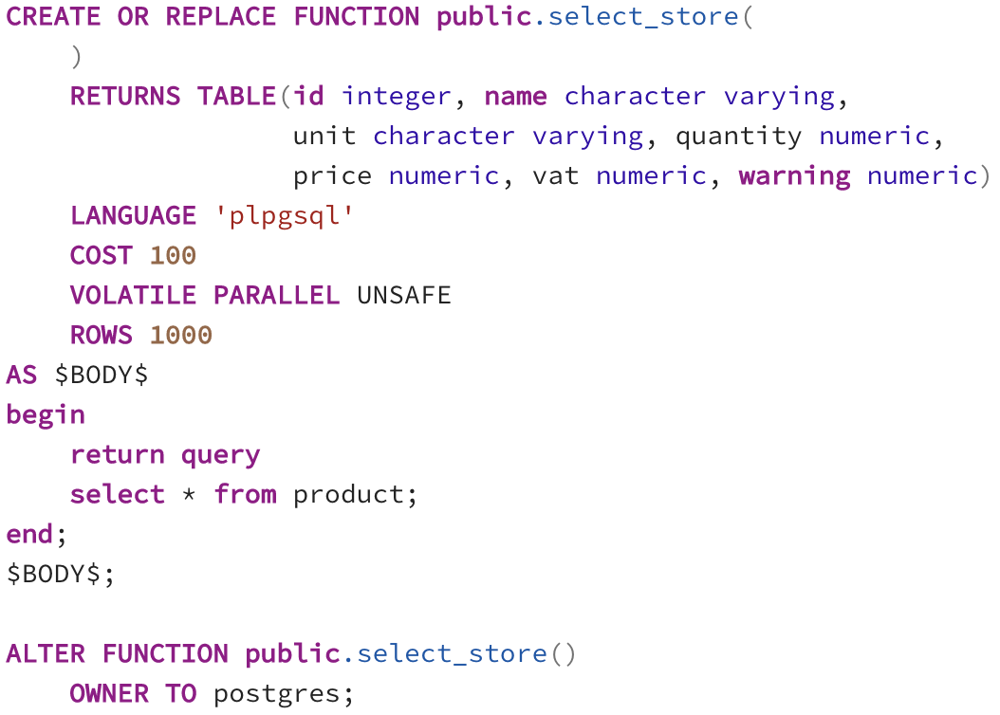 CREATE OR REPLACE FUNCTION public.select_store(
    )
    RETURNS TABLE(id integer, name character varying,
                  unit character varying, quantity numeric,
                  price numeric, vat numeric, warning numeric)
    LANGUAGE 'plpgsql'
    COST 100
    VOLATILE PARALLEL UNSAFE
    ROWS 1000
AS $BODY$
begin
    return query
    select * from product;
end;
$BODY$;

ALTER FUNCTION public.select_store()
    OWNER TO postgres;